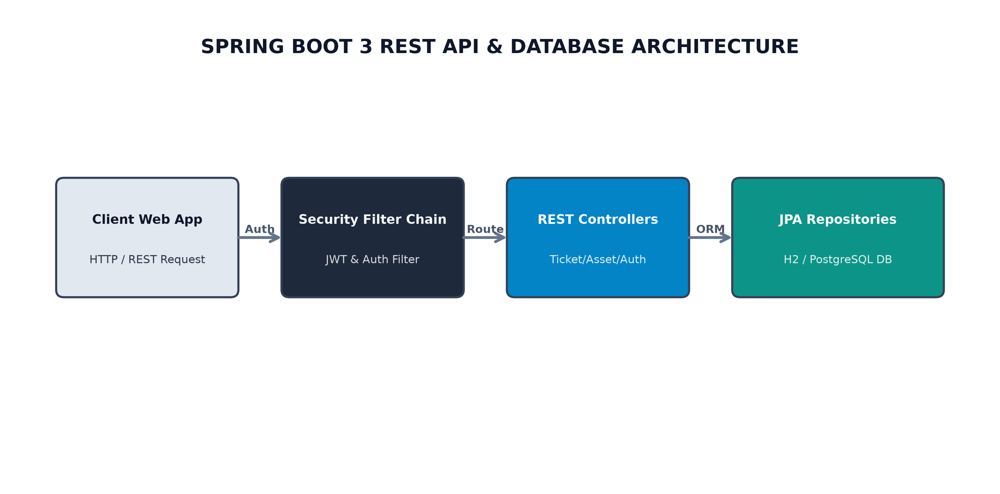 SPRING BOOT 3 REST API & DATABASE ARCHITECTURE
Client Web App
HTTP / REST Request
Auth
Security Filter Chain
JWT & Auth Filter
Route
REST Controllers
Ticket/Asset/Auth
ORM
JPA Repositories
H2 / PostgreSQL DB